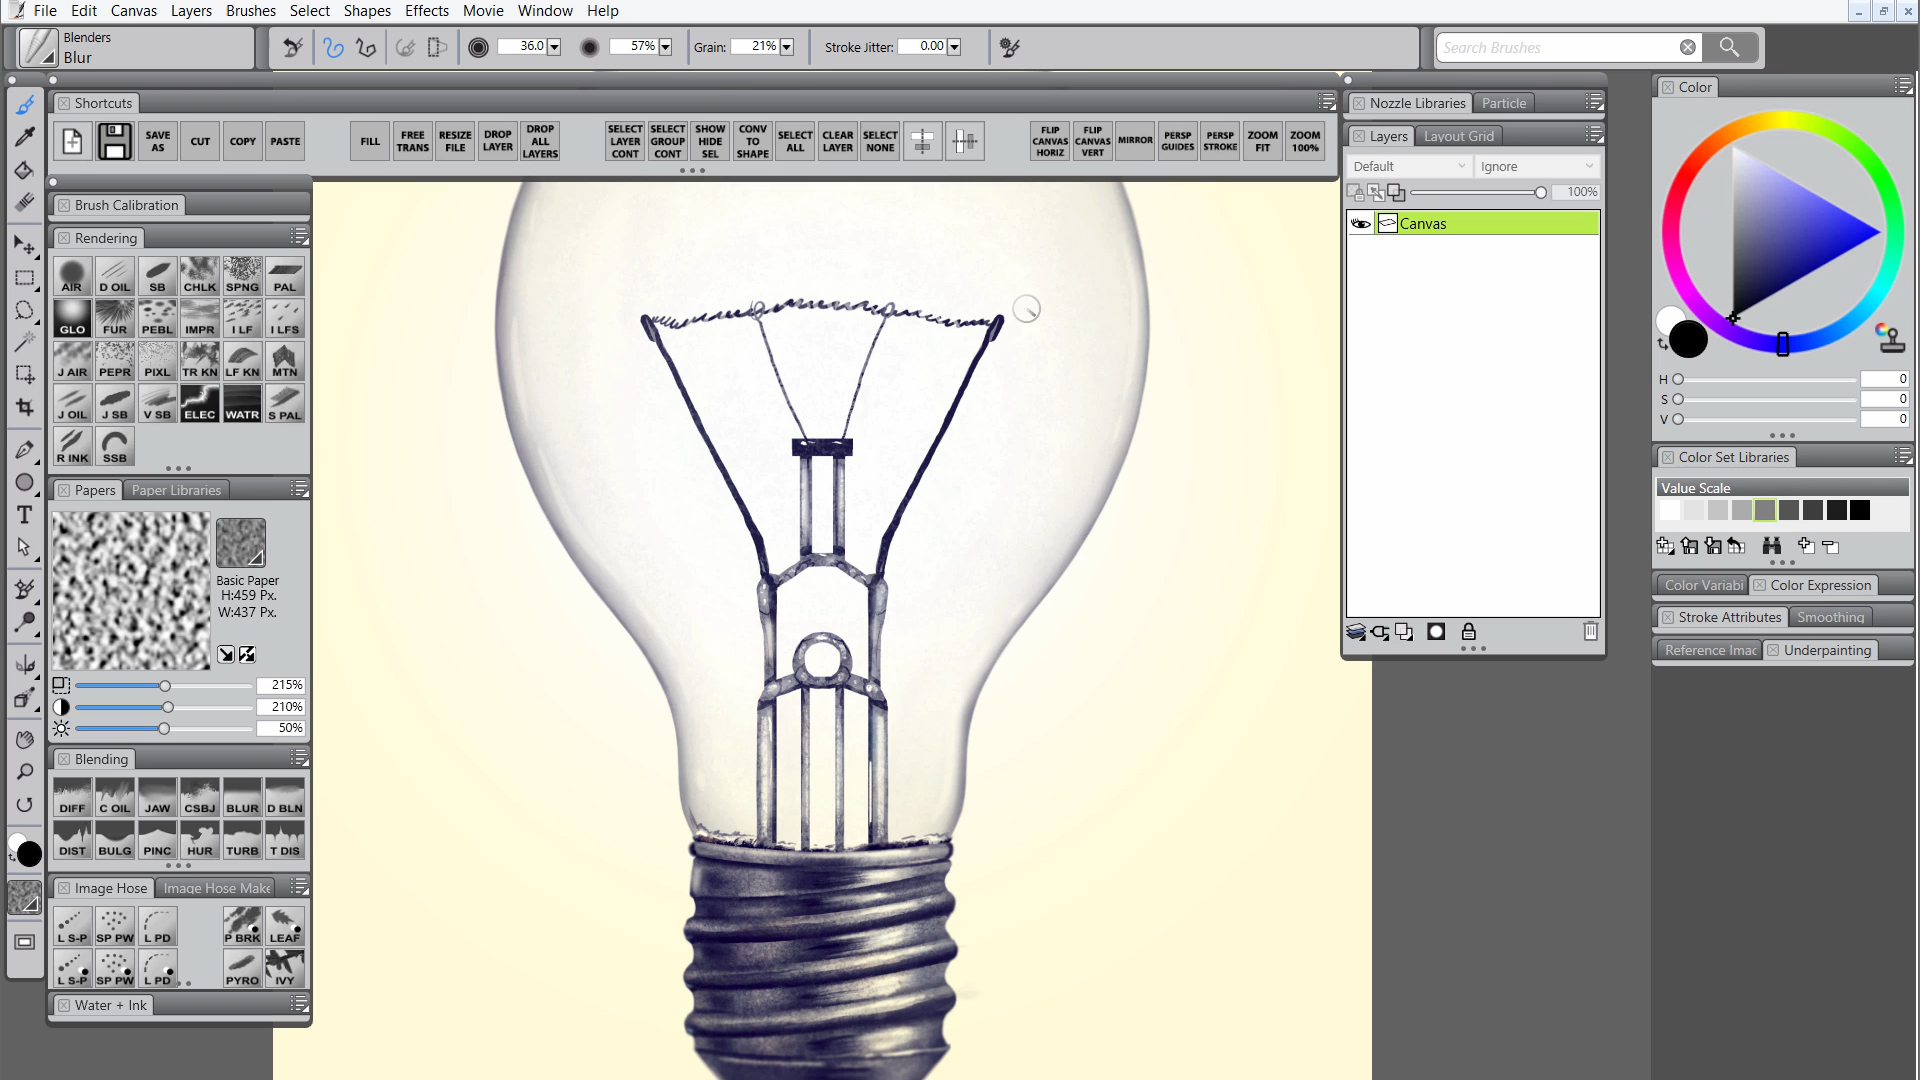 File Edit Canvas Layers Brushes Select Shapes Effects Movie Window Help
Blenders
Blur
36.0 57% Grain: 21% Stroke Jitter: 0.00
Search Brushes
Shortcuts
SAVE AS CUT COPY PASTE FILL FREE TRANS RESIZE FILE DROP LAYER DROP ALL LAYERS SELECT LAYER CONT SELECT GROUP CONT SHOW HIDE SEL CONV TO SHAPE SELECT ALL CLEAR LAYER SELECT NONE FLIP CANVAS HORIZ FLIP CANVAS VERT MIRROR PERSP GUIDES PERSP STROKE ZOOM FIT ZOOM 100%
Brush Calibration
Rendering
AIR D OIL SB CHLK SPNG PAL
GLO FUR PEBL IMPR I LF I LFS
J AIR PEPR PIXL TR KN LF KN MTN
J OIL J SB V SB ELEC WATR S PAL
R INK SSB
Papers Paper Libraries
Basic Paper
H:459 Px.
W:437 Px.
215%
210%
50%
Blending
DIFF C OIL JAW CSBJ BLUR D BLN
DIST BULG PINC HUR TURB T DIS
Image Hose Image Hose Make
L S-P SP PW L PD P BRK LEAF
L S-P SP PW L PD PYRO IVY
Water + Ink
T
Nozzle Libraries Particle
Layers Layout Grid
Default Ignore
100%
Canvas
Color
H 0
S 0
V 0
Color Set Libraries
Value Scale
Color Variabi Color Expression
Stroke Attributes Smoothing
Reference Imac Underpainting